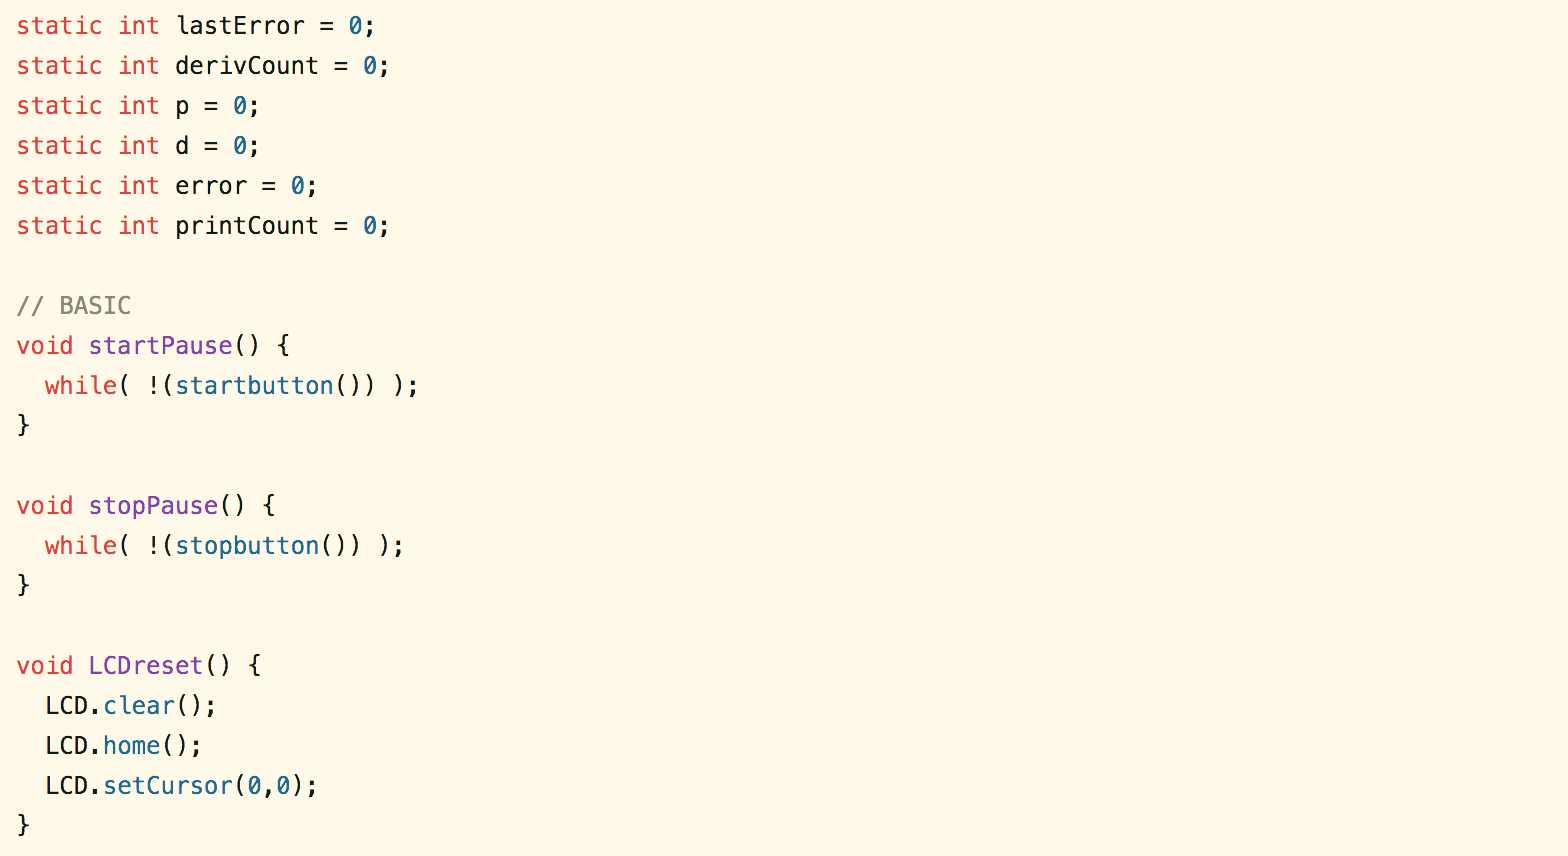 static int lastError = 0;
static int derivCount = 0;
static int p = 0;
static int d = 0;
static int error = 0;
static int printCount = 0;

// BASIC
void startPause() {
  while( !(startbutton()) );
}

void stopPause() {
  while( !(stopbutton()) );
}

void LCDreset() {
  LCD.clear();
  LCD.home();
  LCD.setCursor(0,0);
}